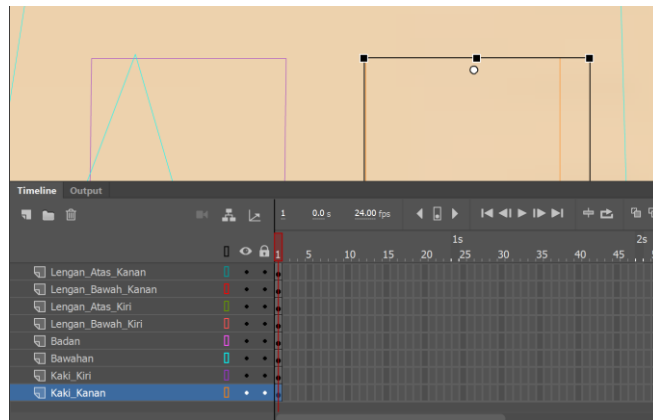 Timeline Output
1 0.0 s 24.00 fps
1s 2s
1 5 10 15 20 25 30 35 40 45
Lengan_Atas_Kanan
Lengan_Bawah_Kanan
Lengan_Atas_Kiri
Lengan_Bawah_Kiri
Badan
Bawahan
Kaki_Kiri
Kaki_Kanan